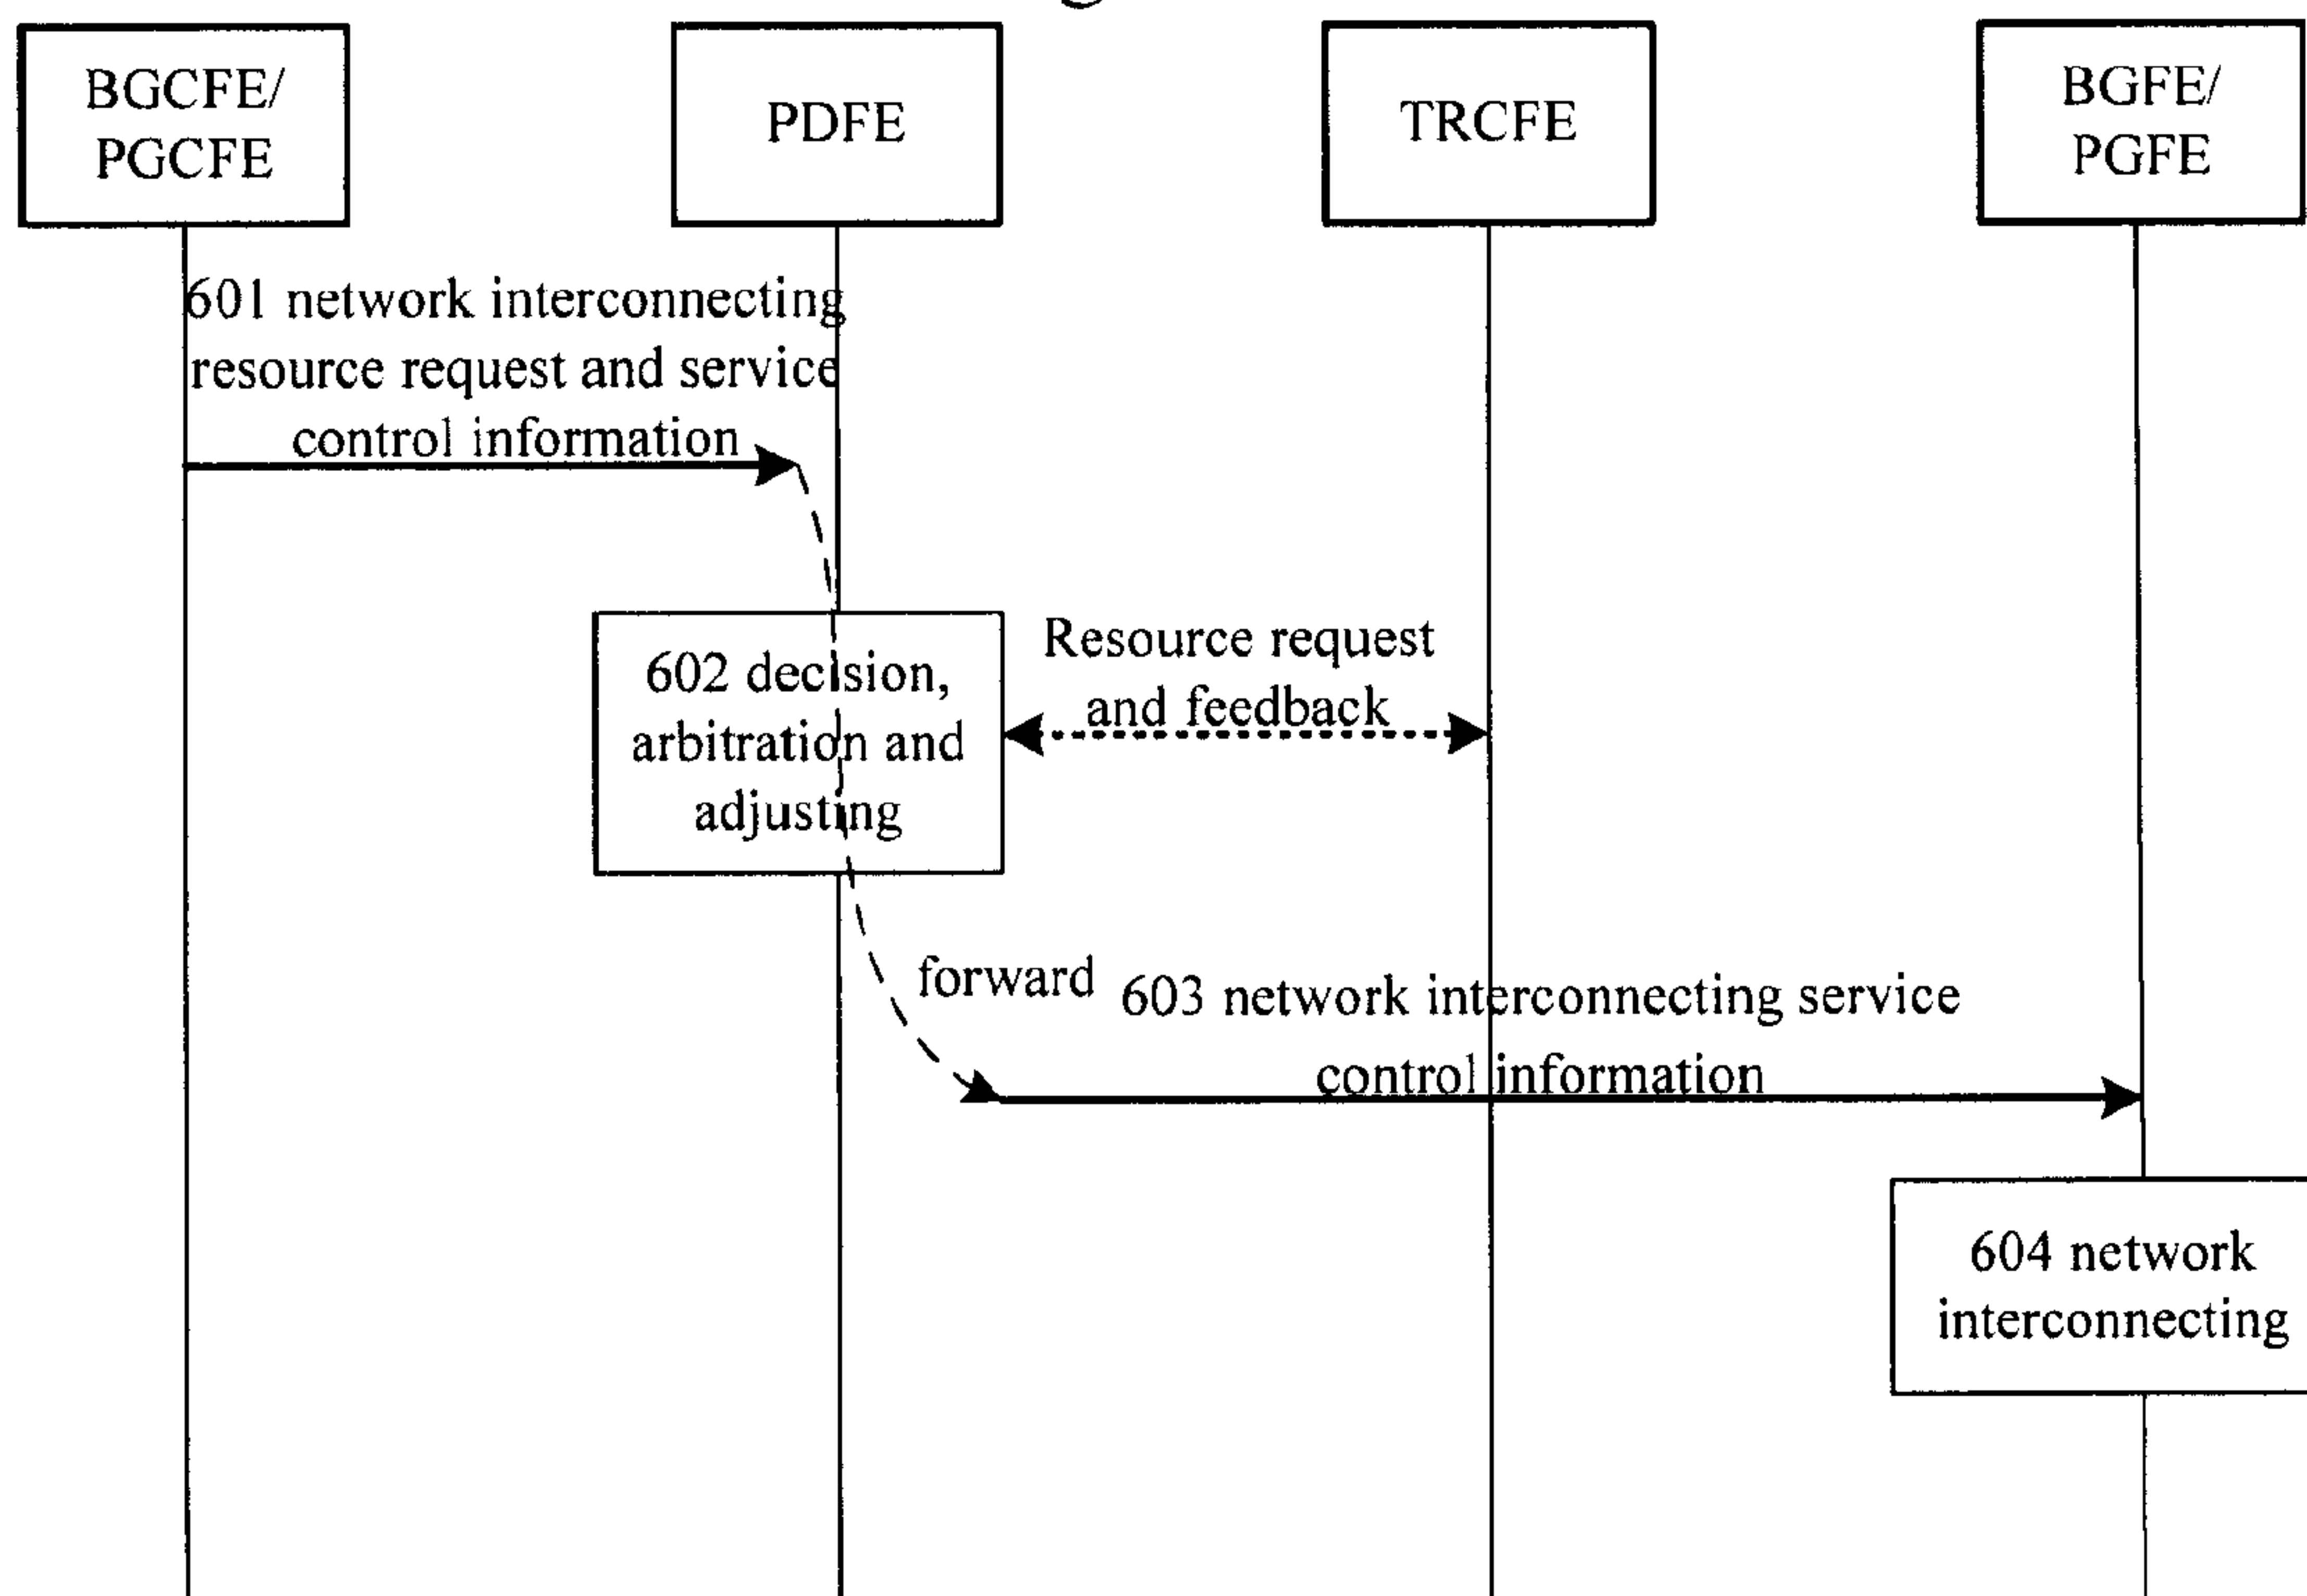 BGCFE/
PGCFE
PDFE
TRCFE
BGFE/
PGFE
601 network interconnecting
resource request and service
control information
602 decision,
arbitration and
adjusting
Resource request
and feedback
forward
603 network interconnecting service
control information
604 network
interconnecting